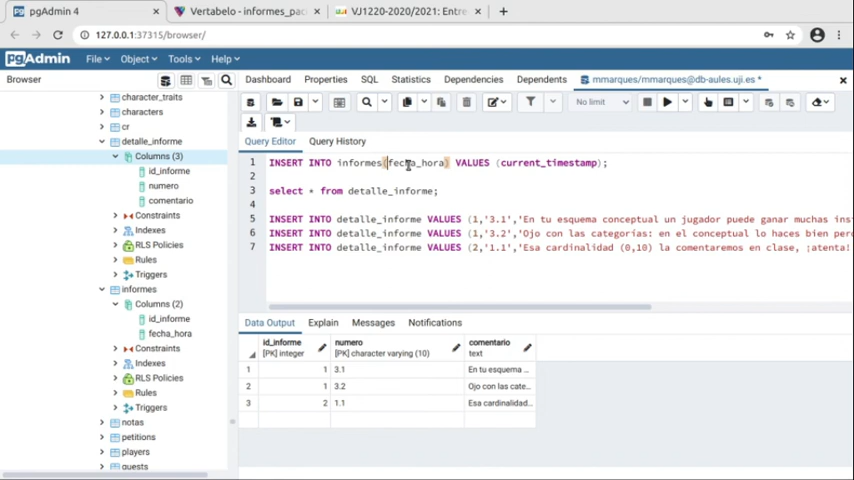 pgAdmin 4
Vertabelo - informes_pac
VJ1220-2020/2021: Entre
127.0.0.1:37315/browser/
pgAdmin File Object Tools Help
Browser
Dashboard Properties SQL Statistics Dependencies Dependents mmarques/mmarques@db-aules.uji.es *
No limit
character_traits
characters
cr
detalle_informe
Columns (3)
id_informe
numero
comentario
Constraints
Indexes
RLS Policies
Rules
Triggers
informes
Columns (2)
id_informe
fecha_hora
Constraints
Indexes
RLS Policies
Rules
Triggers
notas
petitions
players
quests
Query Editor Query History
1 INSERT INTO informes(fecha_hora) VALUES (current_timestamp);
2
3 select * from detalle_informe;
5 INSERT INTO detalle_informe VALUES (1,'3.1','En tu esquema conceptual un jugador puede ganar muchas ins
6 INSERT INTO detalle_informe VALUES (1,'3.2','Ojo con las categorías: en el conceptual lo haces bien per
7 INSERT INTO detalle_informe VALUES (2,'1.1','Esa cardinalidad (0,10) la comentaremos en clase, ¡atenta!
Data Output Explain Messages Notifications
id_informe numero comentario
[PK] integer [PK] character varying (10) text
1 1 3.1 En tu esquema ...
2 1 3.2 Ojo con las cate...
3 2 1.1 Esa cardinalidad...